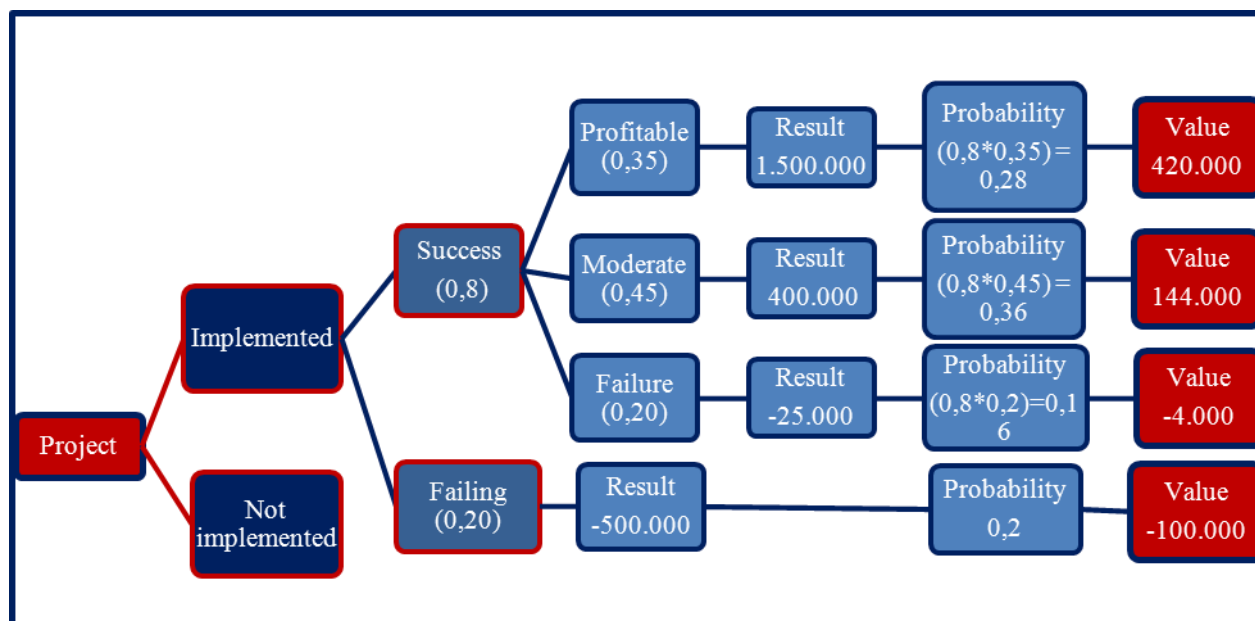 Profitable
(0,35)
Result
1.500.000
Probability
(0,8*0,35)=
0,28
Value
420.000
Success
(0,8)
Moderate
(0,45)
Result
400.000
Probability
(0,8*0,45)=
0,36
Value
144.000
Implemented
Failure
(0,20)
Result
-25.000
Probability
(0,8*0,2)=0,1
6
Value
-4.000
Project
Not
implemented
Failing
(0,20)
Result
-500.000
Probability
0,2
Value
-100.000